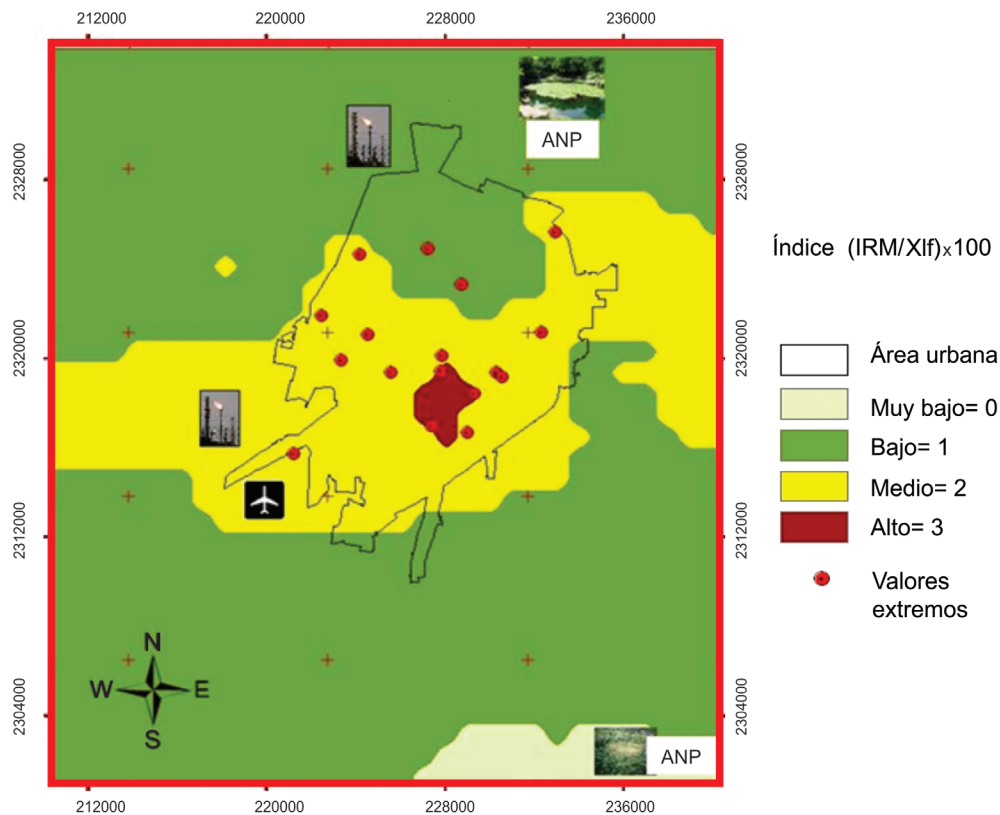 212000 220000 228000 236000
2328000
2320000
2312000
2304000
2328000
2320000
2312000
2304000
ANP
ANP
N
W E
S
212000 220000 228000 236000
Índice (IRM/Xlf)x100
Área urbana
Muy bajo= 0
Bajo= 1
Medio= 2
Alto= 3
Valores
extremos